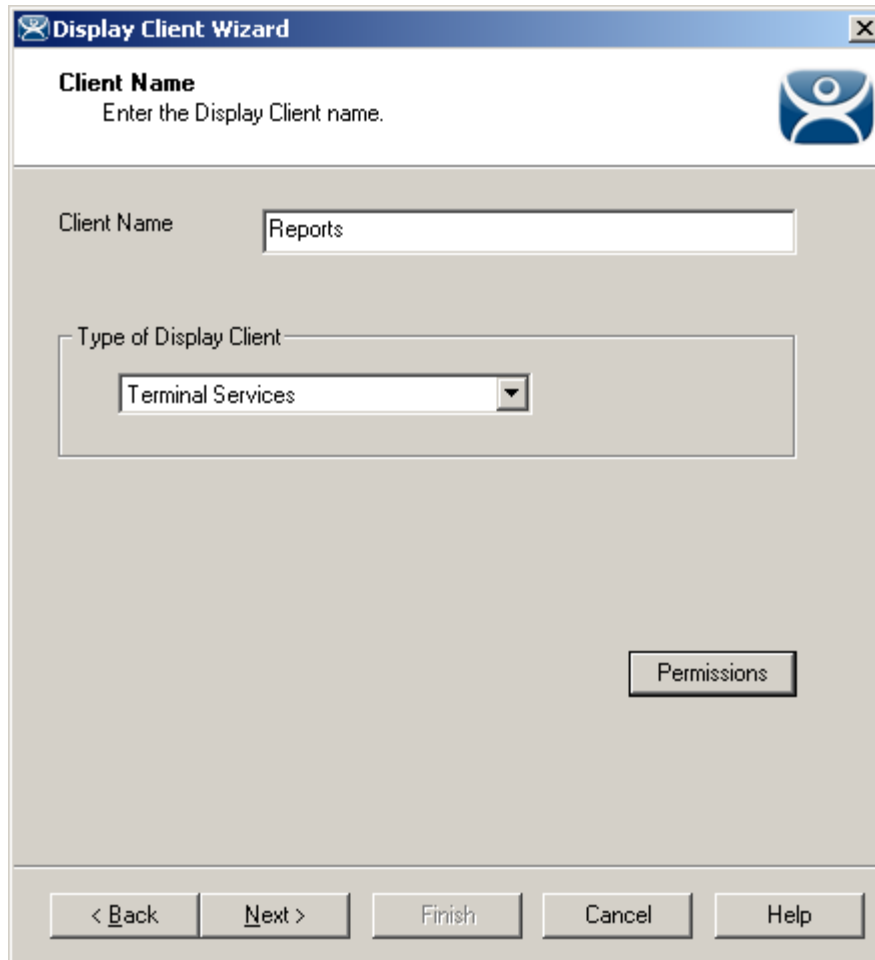 Display Client Wizard
Client Name
Enter the Display Client name.
Client Name
Reports
Type of Display Client
Terminal Services
Permissions
< Back
Next >
Finish
Cancel
Help